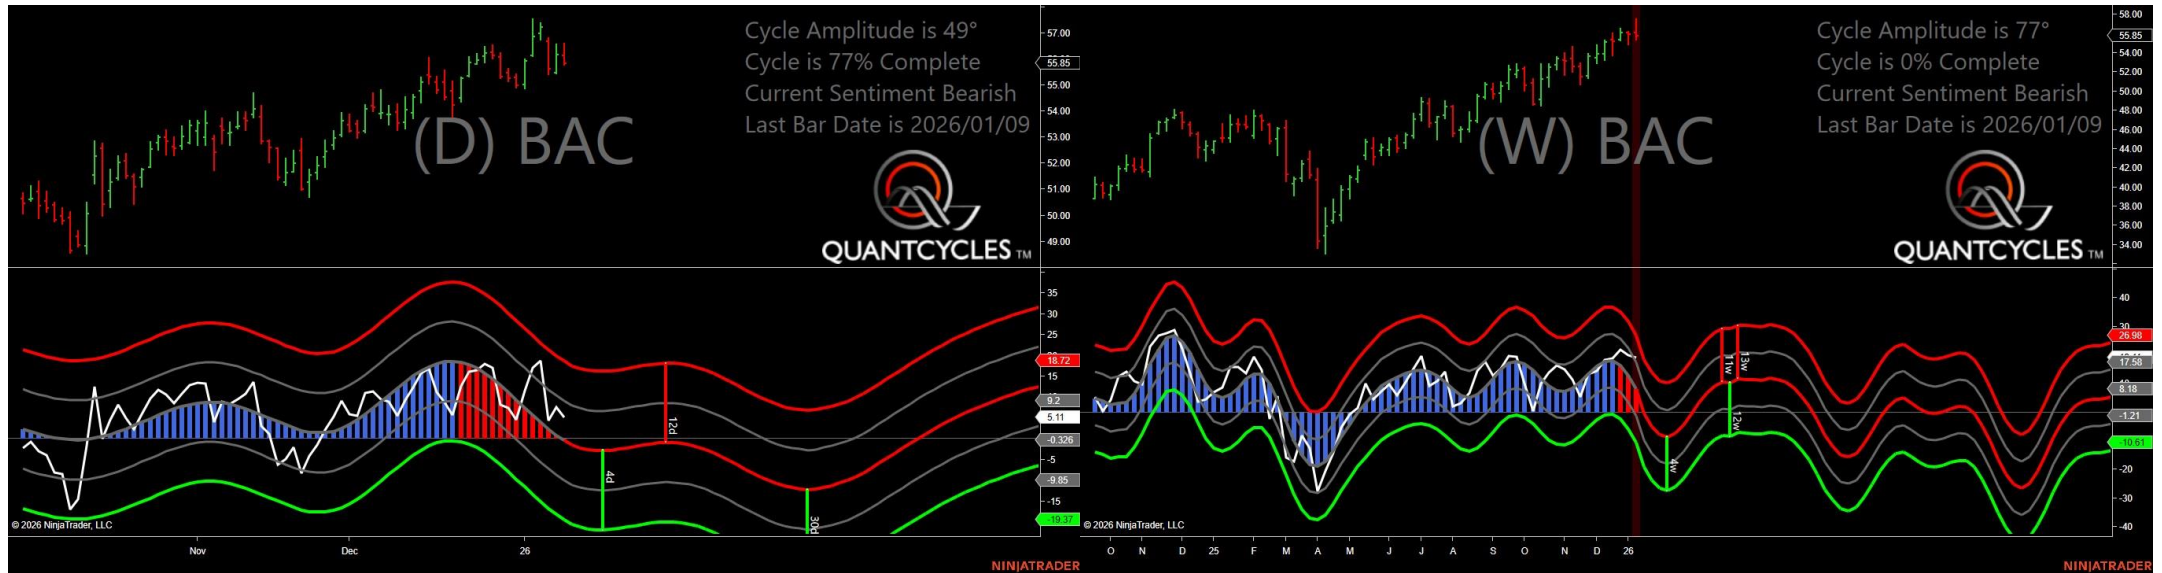 Cycle Amplitude is 49°
Cycle is 77% Complete
Current Sentiment Bearish
Last Bar Date is 2026/01/09
(D) BAC
QUANTCYCLES TM
57.00
55.85
55.00
54.00
53.00
52.00
51.00
50.00
49.00
35
30
25
18.72
15
9.2
5.11
-0.326
-5
-9.85
-15
-19.37
12d
4d
30d
© 2026 NinjaTrader, LLC
Nov
Dec
26
NINJATRADER
Cycle Amplitude is 77°
Cycle is 0% Complete
Current Sentiment Bearish
Last Bar Date is 2026/01/09
(W) BAC
QUANTCYCLES TM
58.00
55.85
54.00
52.00
50.00
48.00
46.00
44.00
42.00
40.00
38.00
36.00
34.00
40
30
26.98
17.58
8.18
-1.21
-10.61
-20
-30
-40
11w
13w
12w
4w
© 2026 NinjaTrader, LLC
O N D 25 F M A M J J A S O N D 26
NINJATRADER